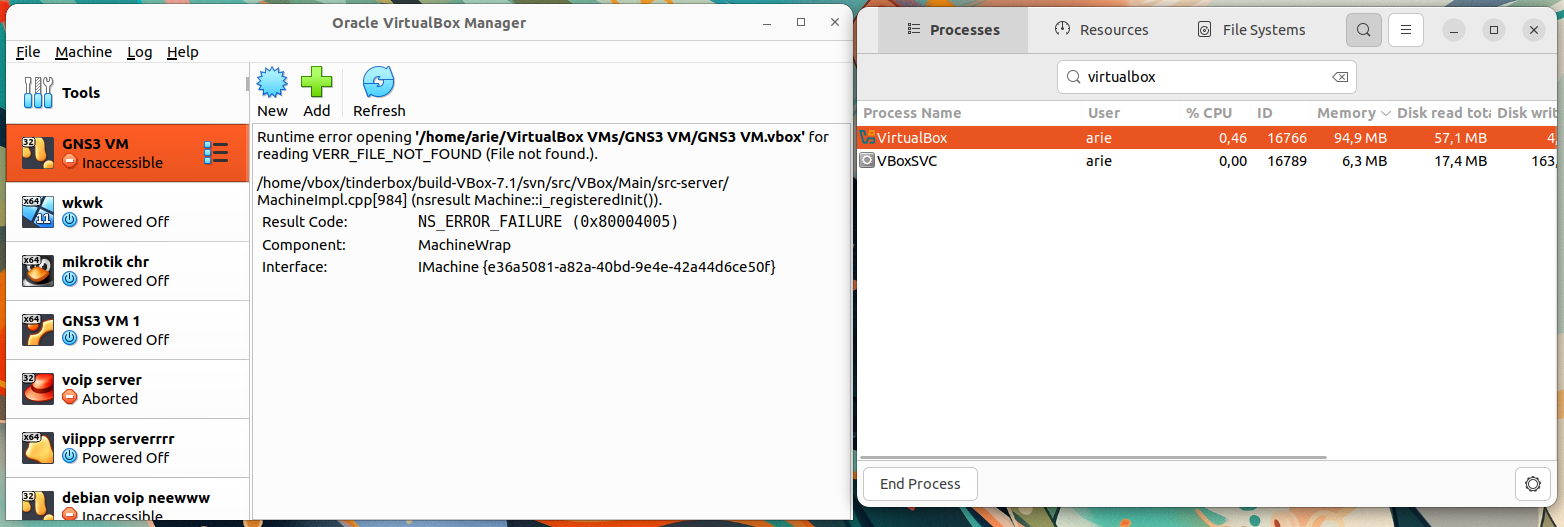 Oracle VirtualBox Manager
File Machine Log Help
Tools
New Add Refresh
32
GNS3 VM
Inaccessible
x64
11
wkwk
Powered Off
x64
mikrotik chr
Powered Off
x64
GNS3 VM 1
Powered Off
32
voip server
Aborted
x64
viippp serverrrr
Powered Off
32
debian voip neewww
Inaccessible
Runtime error opening '/home/arie/VirtualBox VMs/GNS3 VM/GNS3 VM.vbox' for
reading VERR_FILE_NOT_FOUND (File not found.).
/home/vbox/tinderbox/build-VBox-7.1/svn/src/VBox/Main/src-server/
MachineImpl.cpp[984] (nsresult Machine::i_registeredInit()).
Result Code: NS_ERROR_FAILURE (0x80004005)
Component: MachineWrap
Interface: IMachine {e36a5081-a82a-40bd-9e4e-42a44d6ce50f}
Processes Resources File Systems
virtualbox
Process Name User % CPU ID Memory Disk read tota Disk writ
VirtualBox arie 0,46 16766 94,9 MB 57,1 MB 4,
VBoxSVC arie 0,00 16789 6,3 MB 17,4 MB 163,
End Process